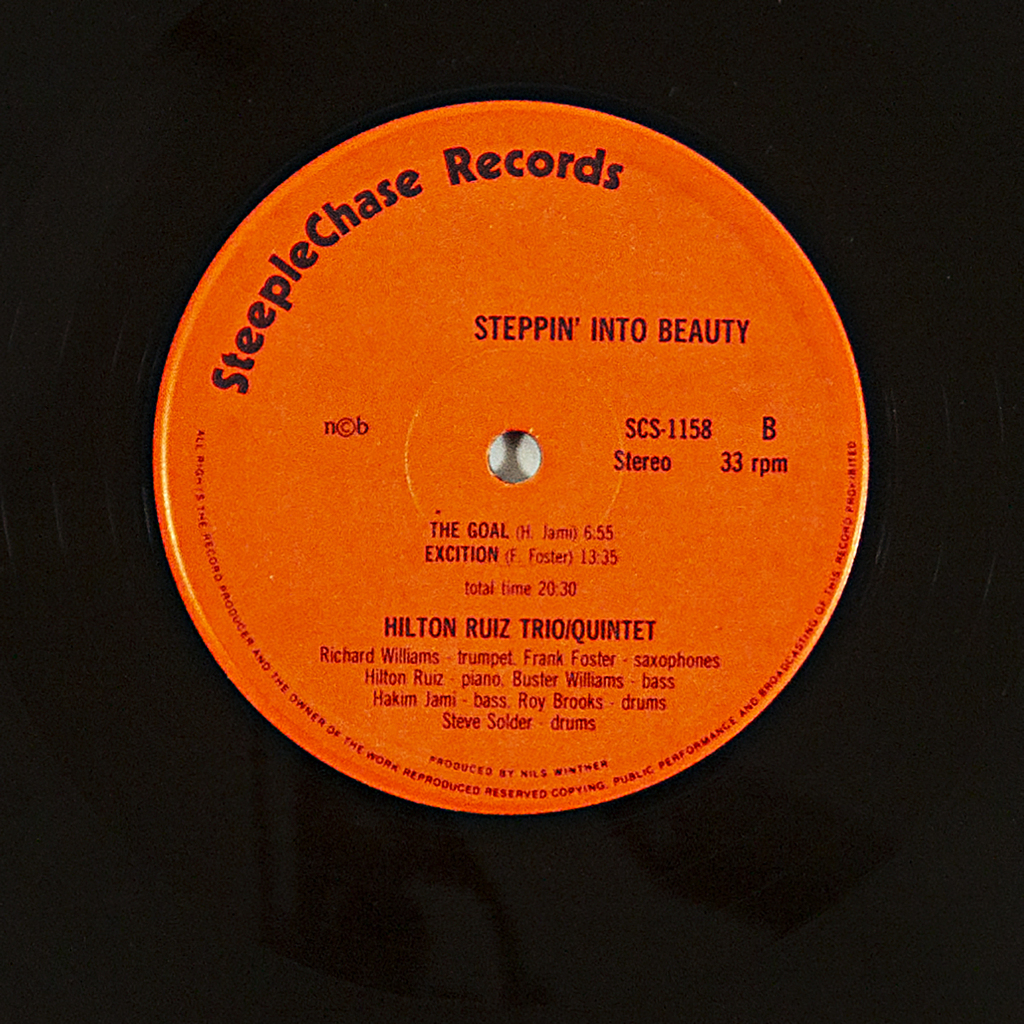 SteepleChase Records
STEPPIN' INTO BEAUTY
n©b
SCS-1158 B
Stereo 33 rpm
THE GOAL (H. Jami) 6:55
EXCITION (F. Foster) 13:35
total time 20:30
HILTON RUIZ TRIO/QUINTET
Richard Williams - trumpet, Frank Foster - saxophones
Hilton Ruiz - piano, Buster Williams - bass
Hakim Jami - bass, Roy Brooks - drums
Steve Solder - drums
PRODUCED BY NILS WINTHER
ALL RIGHTS THE RECORD PRODUCER AND THE OWNER OF THE WORK REPRODUCED RESERVED COPYING, PUBLIC PERFORMANCE AND BROADCASTING OF THIS RECORD PROHIBITED